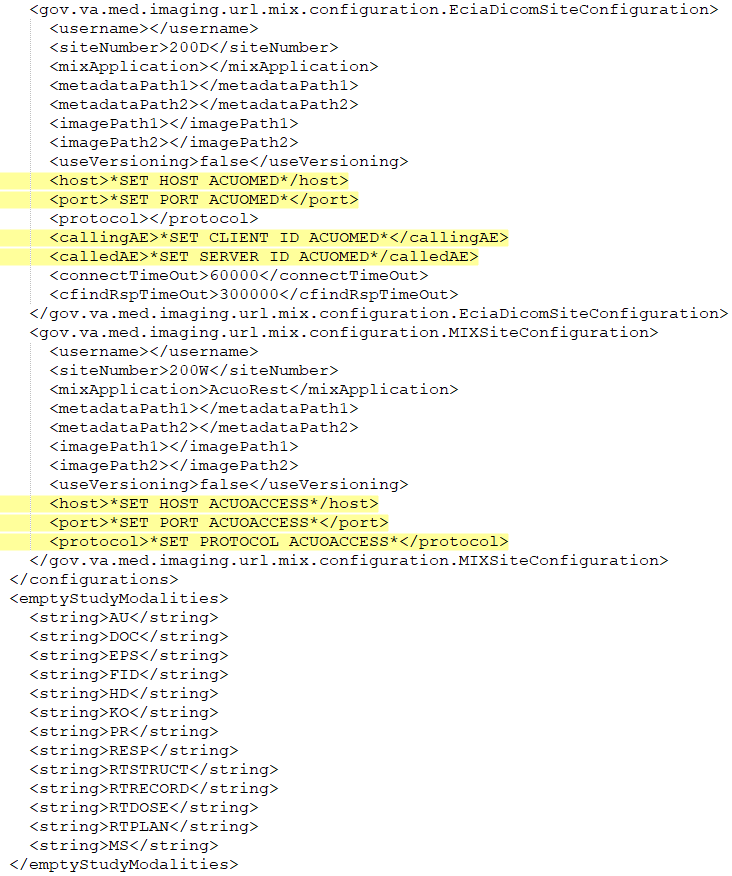 <gov.va.med.imaging.url.mix.configuration.EciaDicomSiteConfiguration>
<username></username>
<siteNumber>200D</siteNumber>
<mixApplication></mixApplication>
<metadataPath1></metadataPath1>
<metadataPath2></metadataPath2>
<imagePath1></imagePath1>
<imagePath2></imagePath2>
<useVersioning>false</useVersioning>
<host>*SET HOST ACUOMED*/host>
<port>*SET PORT ACUOMED*</port>
<protocol></protocol>
<callingAE>*SET CLIENT ID ACUOMED*</callingAE>
<calledAE>*SET SERVER ID ACUOMED*/calledAE>
<connectTimeOut>60000</connectTimeOut>
<cfindRspTimeOut>300000</cfindRspTimeOut>
</gov.va.med.imaging.url.mix.configuration.EciaDicomSiteConfiguration>
<gov.va.med.imaging.url.mix.configuration.MIXSiteConfiguration>
<username></username>
<siteNumber>200W</siteNumber>
<mixApplication>AcuoRest</mixApplication>
<metadataPath1></metadataPath1>
<metadataPath2></metadataPath2>
<imagePath1></imagePath1>
<imagePath2></imagePath2>
<useVersioning>false</useVersioning>
<host>*SET HOST ACUOACCESS*/host>
<port>*SET PORT ACUOACCESS*</port>
<protocol>*SET PROTOCOL ACUOACCESS*</protocol>
</gov.va.med.imaging.url.mix.configuration.MIXSiteConfiguration>
</configurations>
<emptyStudyModalities>
<string>AU</string>
<string>DOC</string>
<string>EPS</string>
<string>FID</string>
<string>HD</string>
<string>KO</string>
<string>PR</string>
<string>RESP</string>
<string>RTSTRUCT</string>
<string>RTRECORD</string>
<string>RTDOSE</string>
<string>RTPLAN</string>
<string>MS</string>
</emptyStudyModalities>